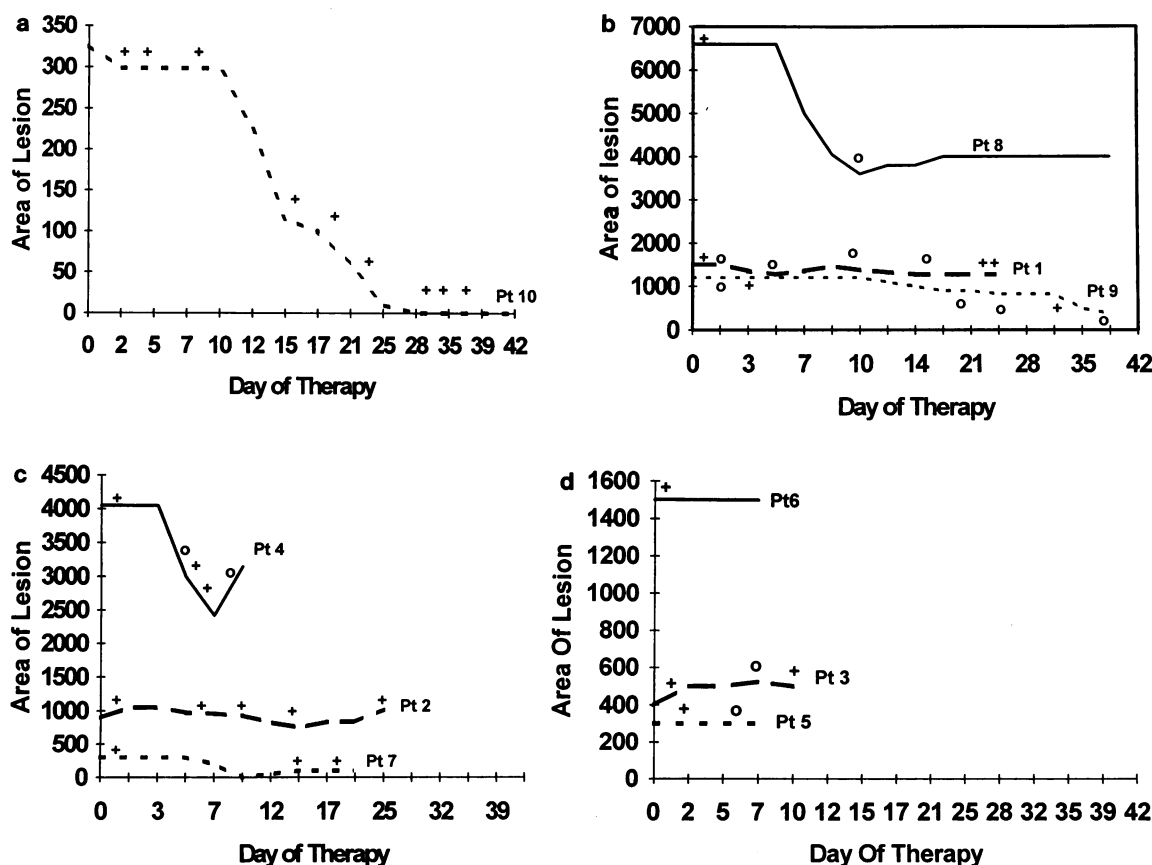 a
350
300
250
200
150
100
50
0
Area of Lesion
+ + +
+
+
+
+ + +
Pt 10
0 2 5 7 10 12 15 17 21 25 28 35 39 42
Day of Therapy
b
7000
6000
5000
4000
3000
2000
1000
0
Area of lesion
+
o
Pt 8
+ o o o o ++
Pt 1
o + o o + o
Pt 9
0 3 7 10 14 21 28 35 42
Day of Therapy
c
4500
4000
3500
3000
2500
2000
1500
1000
500
0
Area of Lesion
+
o + + o
Pt 4
+ + + + +
Pt 2
+ + +
Pt 7
0 3 7 12 17 25 32 39
Day of Therapy
d
1600
1400
1200
1000
800
600
400
200
0
Area Of Lesion
+
Pt6
+ o +
Pt 3
+ o
Pt 5
0 2 5 7 10 12 15 17 21 25 28 32 35 39 42
Day Of Therapy